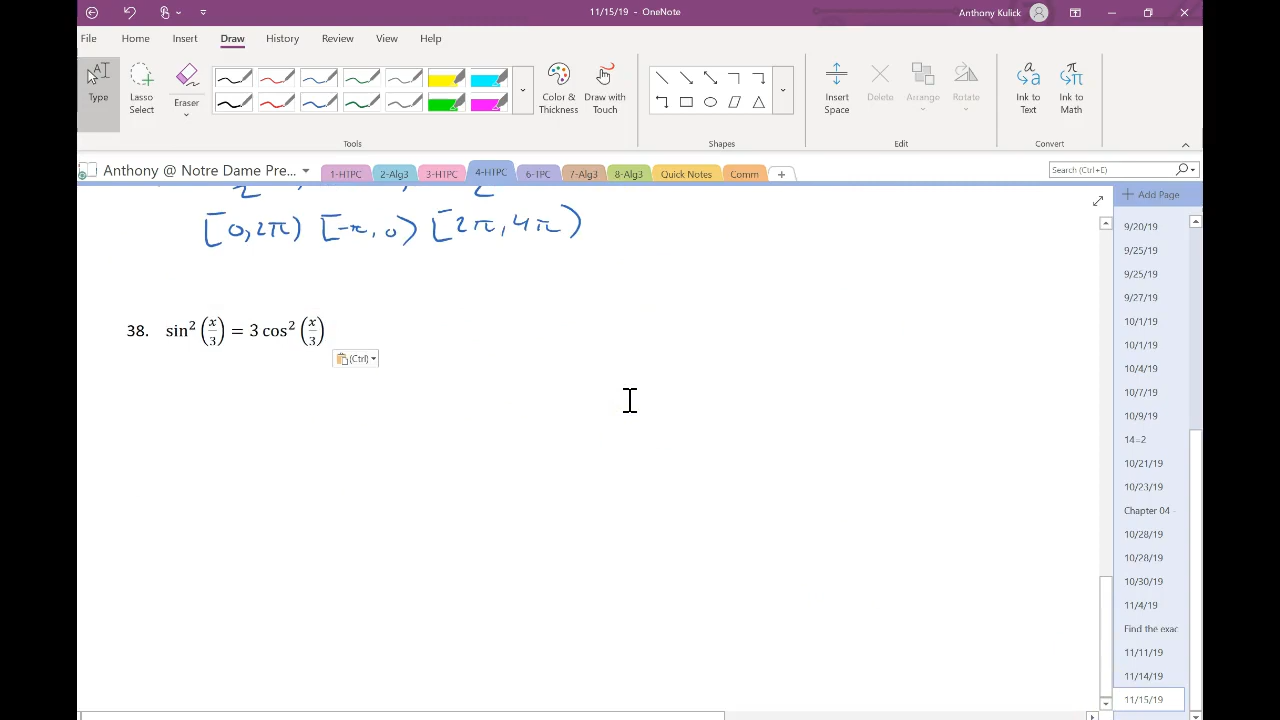 11/15/19 - OneNote
Anthony Kulick
File Home Insert Draw History Review View Help
Type
Lasso Select
Eraser
Color & Thickness
Draw with Touch
Insert Space
Delete
Arrange
Rotate
Ink to Text
Ink to Math
Tools
Shapes
Edit
Convert
Anthony @ Notre Dame Pre...
1-H1PC 2-Alg3 3-H1PC 4-H1PC 6-1PC 7-Alg3 8-Alg3 Quick Notes Comm +
Search (Ctrl+E)
[0,2π) [-π, 0) [2π, 4π)
38. sin² (x/3) = 3 cos² (x/3)
(Ctrl)
Add Page
9/20/19
9/25/19
9/25/19
9/27/19
10/1/19
10/1/19
10/4/19
10/7/19
10/9/19
14=2
10/21/19
10/23/19
Chapter 04 -
10/28/19
10/28/19
10/30/19
11/4/19
Find the exac
11/11/19
11/14/19
11/15/19